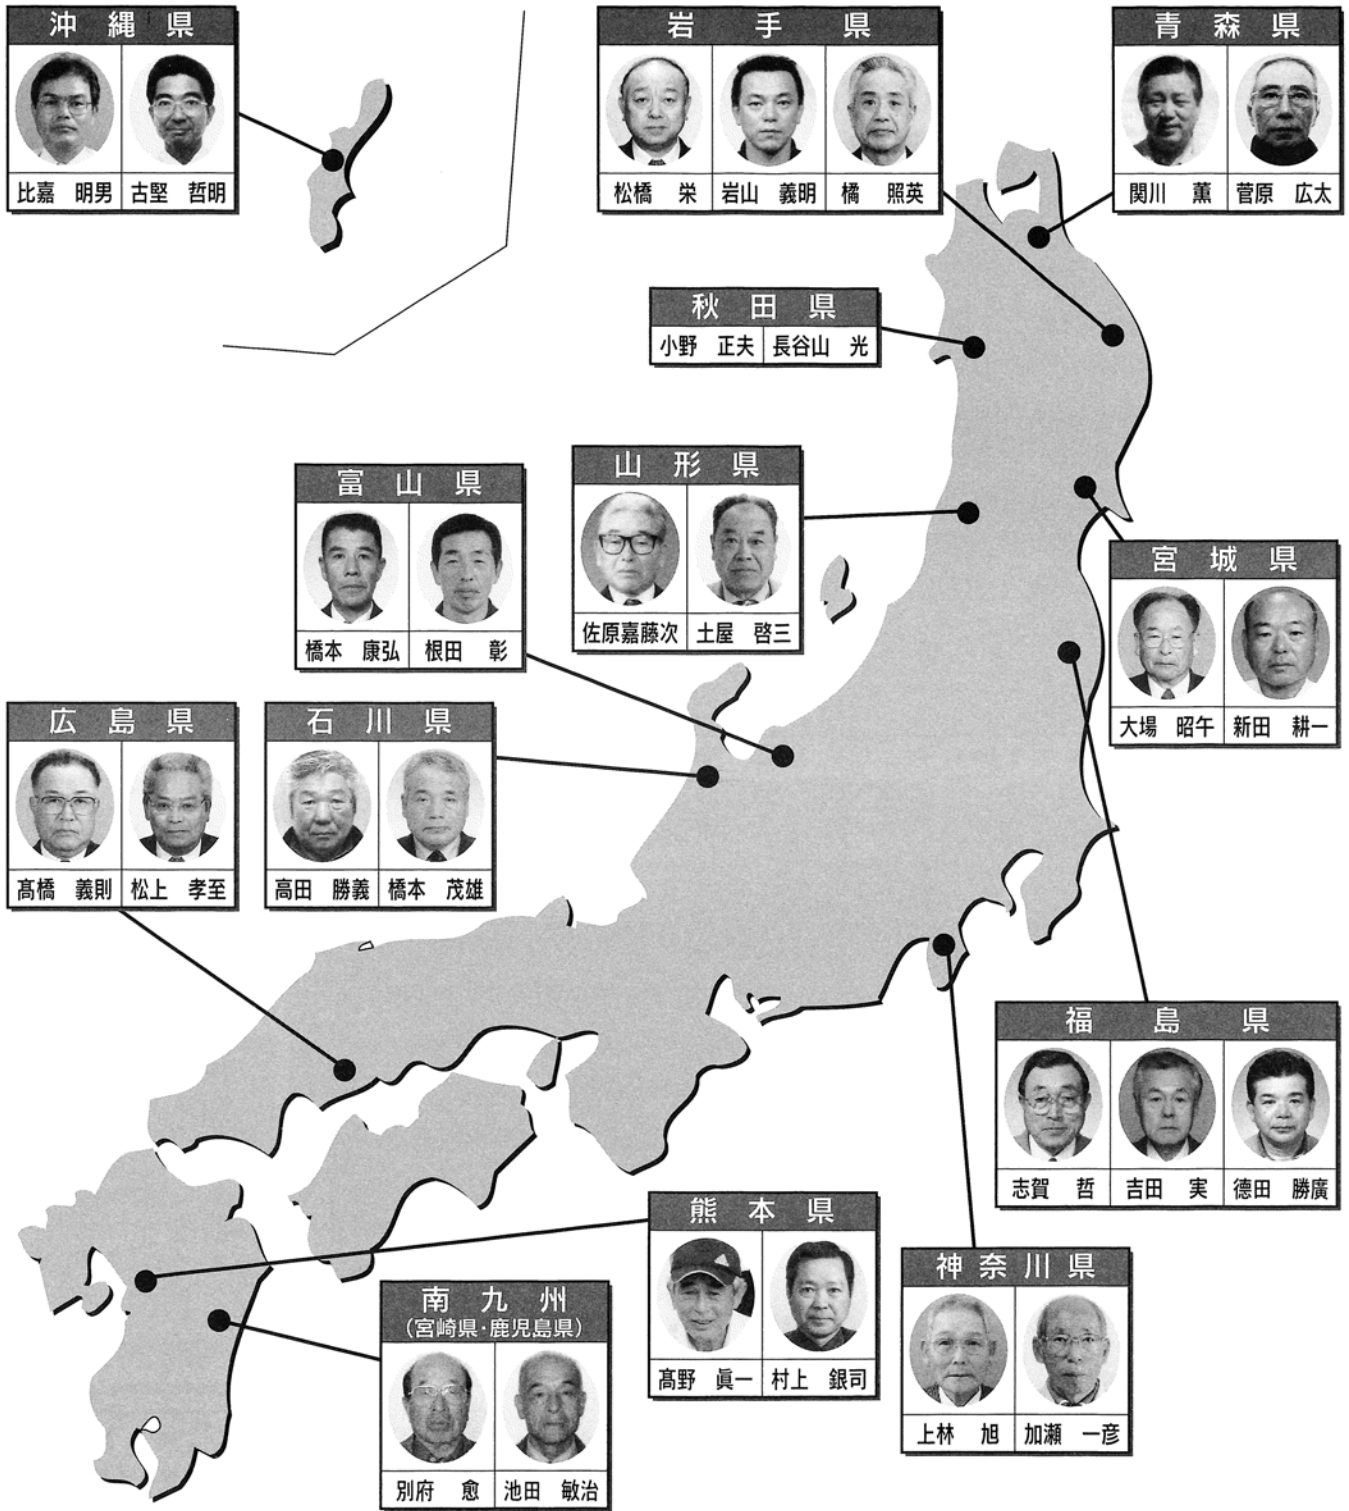 沖縄県
比嘉 明男 古堅 哲明
岩手県
松橋 栄 岩山 義明 橘 照英
青森県
関川 薫 菅原 広太
秋田県
小野 正夫 長谷山 光
山形県
佐原嘉藤次 土屋 啓三
富山県
橋本 康弘 根田 彰
宮城県
大場 昭午 新田 耕一
広島県
髙橋 義則 松上 孝至
石川県
高田 勝義 橋本 茂雄
福島県
志賀 哲 吉田 実 德田 勝廣
熊本県
髙野 眞一 村上 銀司
神奈川県
上林 旭 加瀬 一彦
南九州
(宮崎県・鹿児島県)
別府 愈 池田 敏治